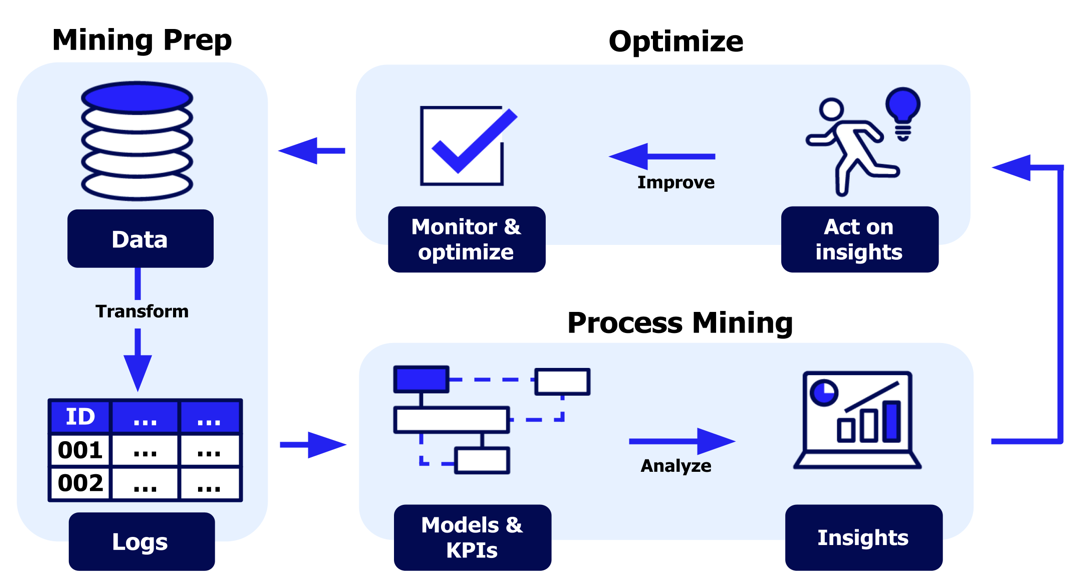 Mining Prep
Data
Transform
ID ... ...
001 ... ...
002 ... ...
Logs
Optimize
Improve
Monitor &
optimize
Act on
insights
Process Mining
Analyze
Models &
KPIs
Insights